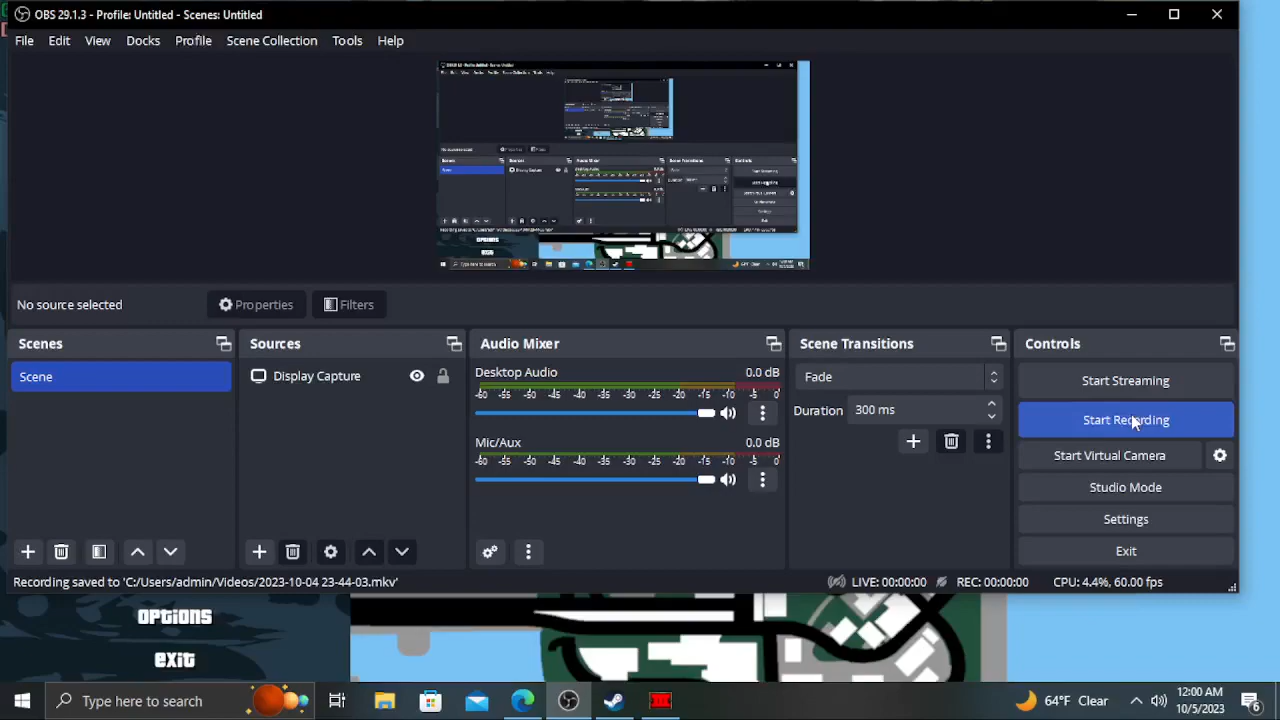 OBS 29.1.3 - Profile: Untitled - Scenes: Untitled
File Edit View Docks Profile Scene Collection Tools Help
No source selected Properties Filters
Scenes Sources Audio Mixer Scene Transitions Controls
Scene
Display Capture
Desktop Audio 0.0 dB
-60 -55 -50 -45 -40 -35 -30 -25 -20 -15 -10 -5 0
Mic/Aux 0.0 dB
-60 -55 -50 -45 -40 -35 -30 -25 -20 -15 -10 -5 0
Fade
Duration 300 ms
Start Streaming
Start Recording
Start Virtual Camera
Studio Mode
Settings
Exit
Recording saved to 'C:/Users/admin/Videos/2023-10-04 23-44-03.mkv' LIVE: 00:00:00 REC: 00:00:00 CPU: 4.4%, 60.00 fps
options
exit
Type here to search 64°F Clear 12:00 AM
10/5/2023 6